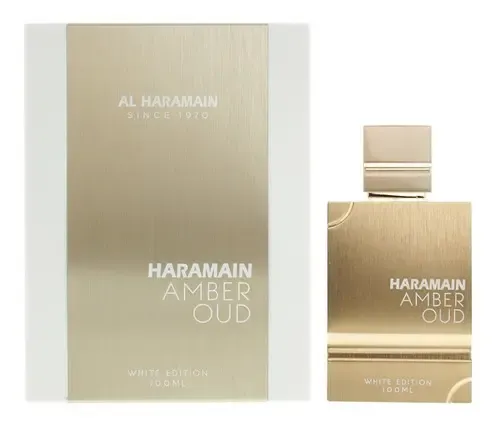 AL HARAMAIN
SINCE 1970
HARAMAIN
AMBER
OUD
WHITE EDITION
100ML
HARAMAIN
AMBER
OUD
WHITE EDITION
100ML